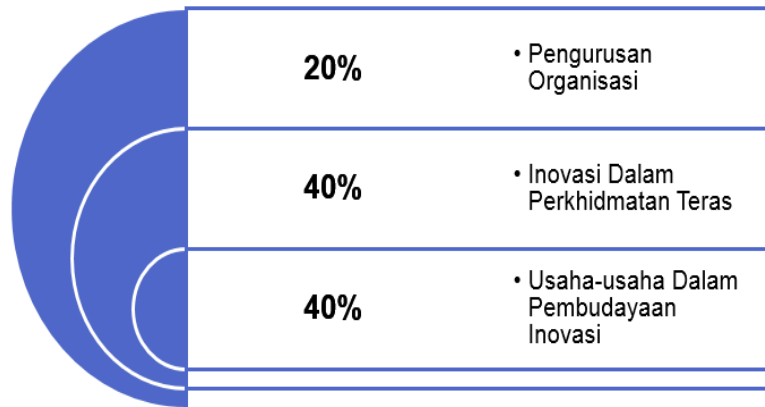 20%
• Pengurusan
Organisasi
40%
• Inovasi Dalam
Perkhidmatan Teras
40%
• Usaha-usaha Dalam
Pembudayaan
Inovasi